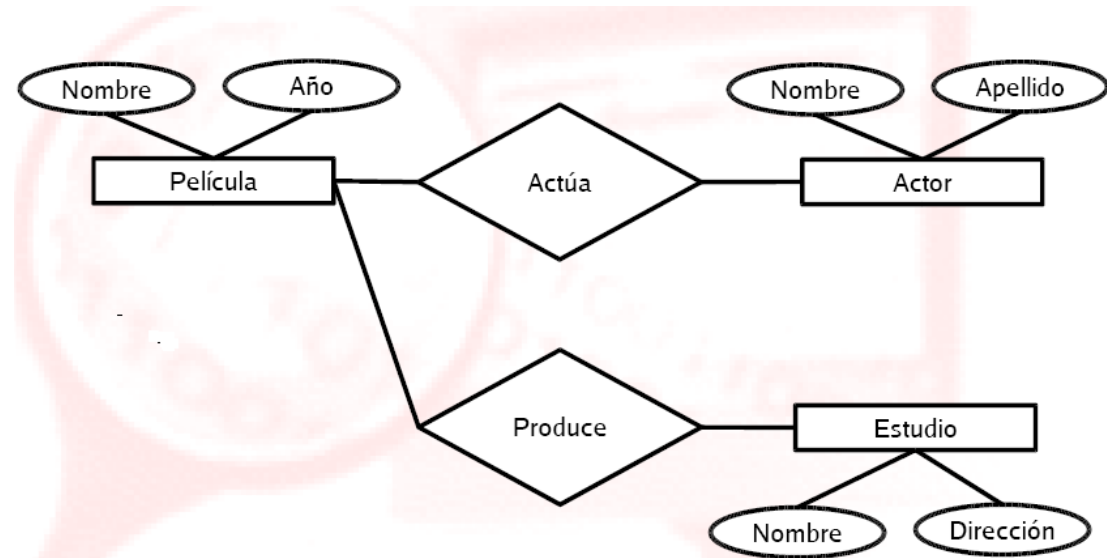 Nombre
Año
Nombre
Apellido
Película
Actúa
Actor
Produce
Estudio
Nombre
Dirección